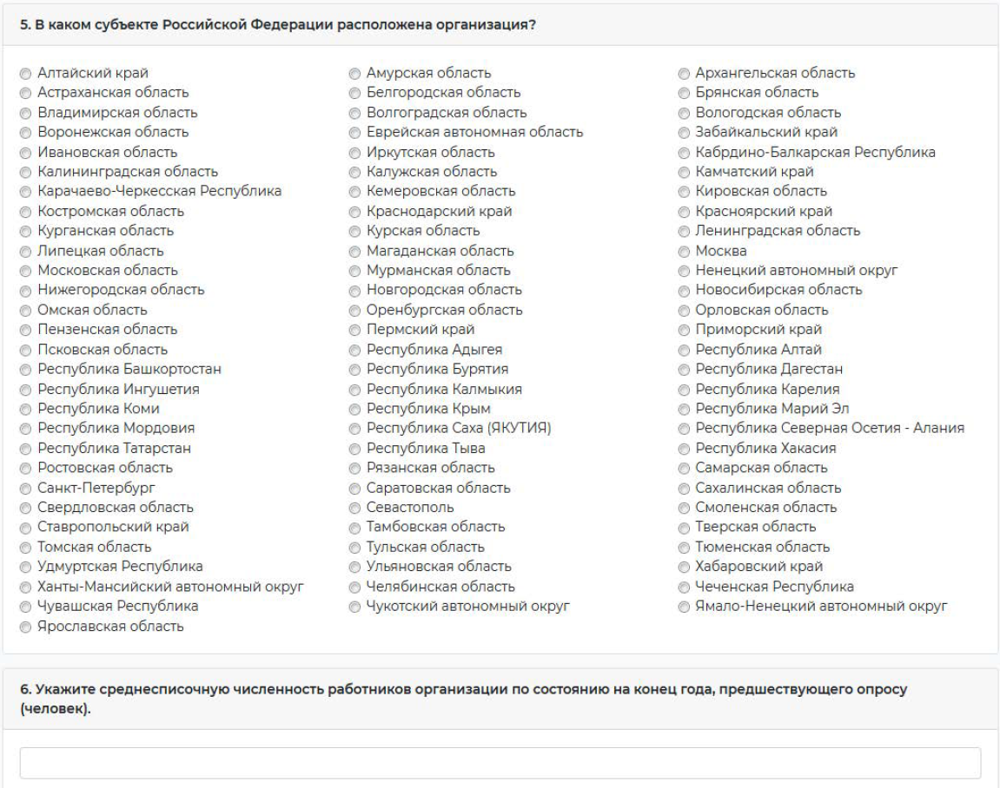 5. В каком субъекте Российской Федерации расположена организация?
Алтайский край Амурская область Архангельская область
Астраханская область Белгородская область Брянская область
Владимирская область Волгоградская область Вологодская область
Воронежская область Еврейская автономная область Забайкальский край
Ивановская область Иркутская область Кабрдино-Балкарская Республика
Калининградская область Калужская область Камчатский край
Карачаево-Черкесская Республика Кемеровская область Кировская область
Костромская область Краснодарский край Красноярский край
Курганская область Курская область Ленинградская область
Липецкая область Магаданская область Москва
Московская область Мурманская область Ненецкий автономный округ
Нижегородская область Новгородская область Новосибирская область
Омская область Оренбургская область Орловская область
Пензенская область Пермский край Приморский край
Псковская область Республика Адыгея Республика Алтай
Республика Башкортостан Республика Бурятия Республика Дагестан
Республика Ингушетия Республика Калмыкия Республика Карелия
Республика Коми Республика Крым Республика Марий Эл
Республика Мордовия Республика Саха (ЯКУТИЯ) Республика Северная Осетия - Алания
Республика Татарстан Республика Тыва Республика Хакасия
Ростовская область Рязанская область Самарская область
Санкт-Петербург Саратовская область Сахалинская область
Свердловская область Севастополь Смоленская область
Ставропольский край Тамбовская область Тверская область
Томская область Тульская область Тюменская область
Удмуртская Республика Ульяновская область Хабаровский край
Ханты-Мансийский автономный округ Челябинская область Чеченская Республика
Чувашская Республика Чукотский автономный округ Ямало-Ненецкий автономный округ
Ярославская область
6. Укажите среднесписочную численность работников организации по состоянию на конец года, предшествующего опросу
(человек).